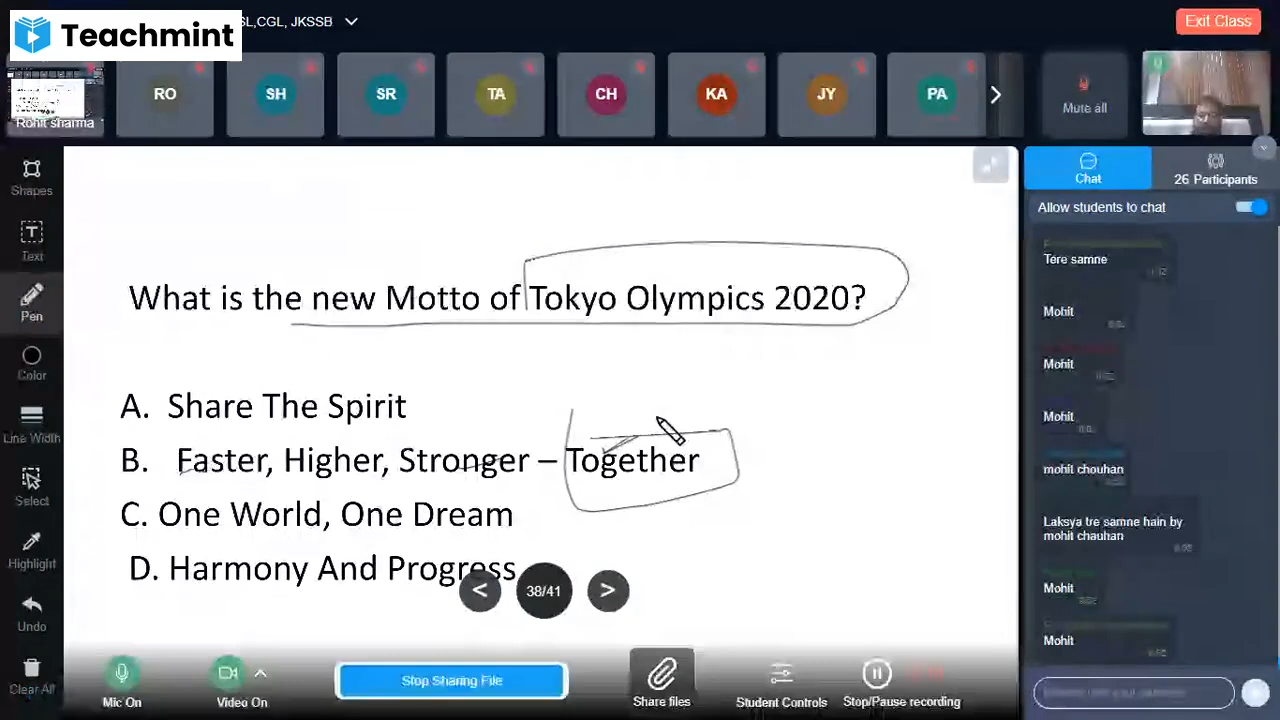 Teachmint
SL,CGL, JKSSB
Exit Class
Rohit sharma
RO
SH
SR
TA
CH
KA
JY
PA
Mute all
Shapes
Text
Pen
Color
Line Width
Select
Highlight
Undo
Clear All
What is the new Motto of Tokyo Olympics 2020?
A. Share The Spirit
B. Faster, Higher, Stronger – Together
C. One World, One Dream
D. Harmony And Progress
<
38/41
>
Mic On
Video On
Stop Sharing File
Share files
Student Controls
Stop/Pause recording
Chat
26 Participants
Allow students to chat
Tere samne
Mohit
Mohit
Mohit
mohit chouhan
Laksya tre samne hain by
mohit chauhan
Mohit
Mohit